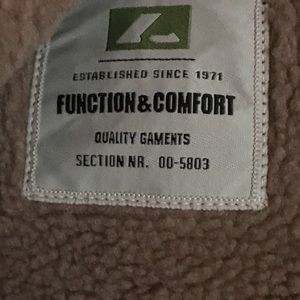 ESTABLISHED SINCE 1971
FUNCTION&COMFORT
QUALITY GAMENTS
SECTION NR. 00-5803